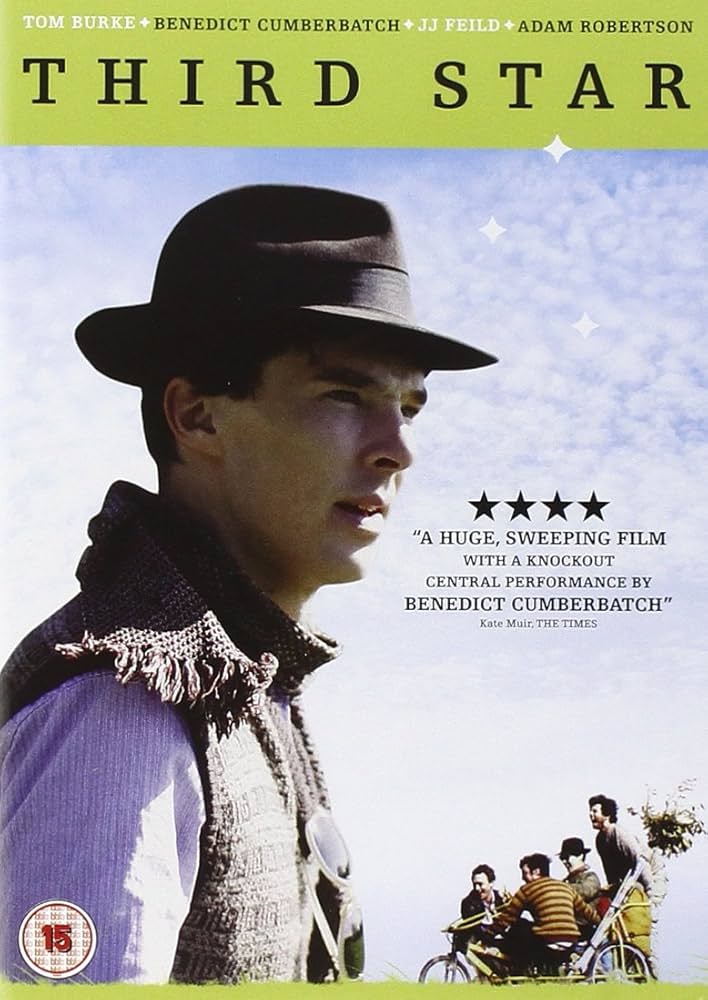 TOM BURKE + BENEDICT CUMBERBATCH + JJ FEILD + ADAM ROBERTSON
THIRD STAR
★★★★
“A HUGE, SWEEPING FILM
WITH A KNOCKOUT
CENTRAL PERFORMANCE BY
BENEDICT CUMBERBATCH”
Kate Muir, THE TIMES
15